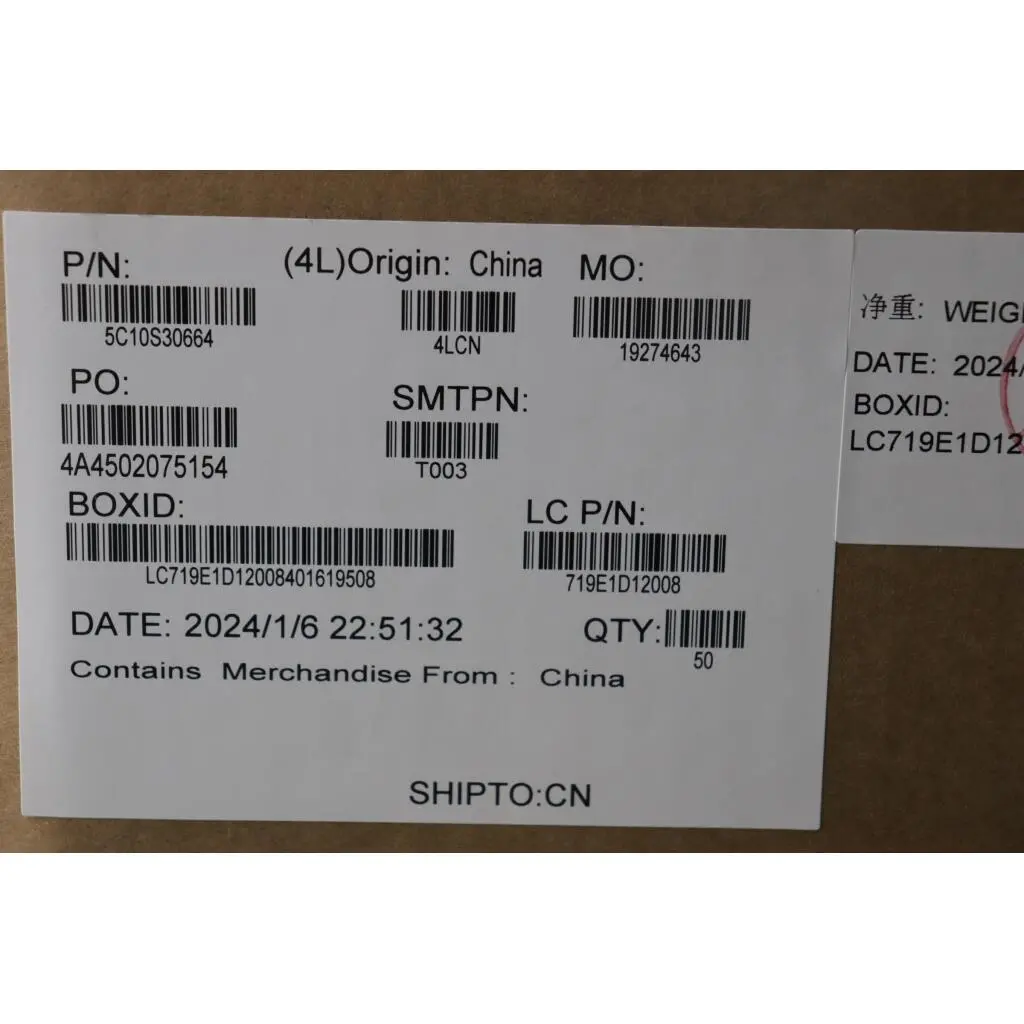 P/N: (4L)Origin: China MO:
5C10S30664 4LCN 19274643
PO: SMTPN:
4A4502075154 T003
BOXID: LC P/N:
LC719E1D12008401619508 719E1D12008
DATE: 2024/1/6 22:51:32 QTY:
50
Contains Merchandise From : China
SHIPTO:CN
净重:
DATE: 2024/
BOXID:
LC719E1D12